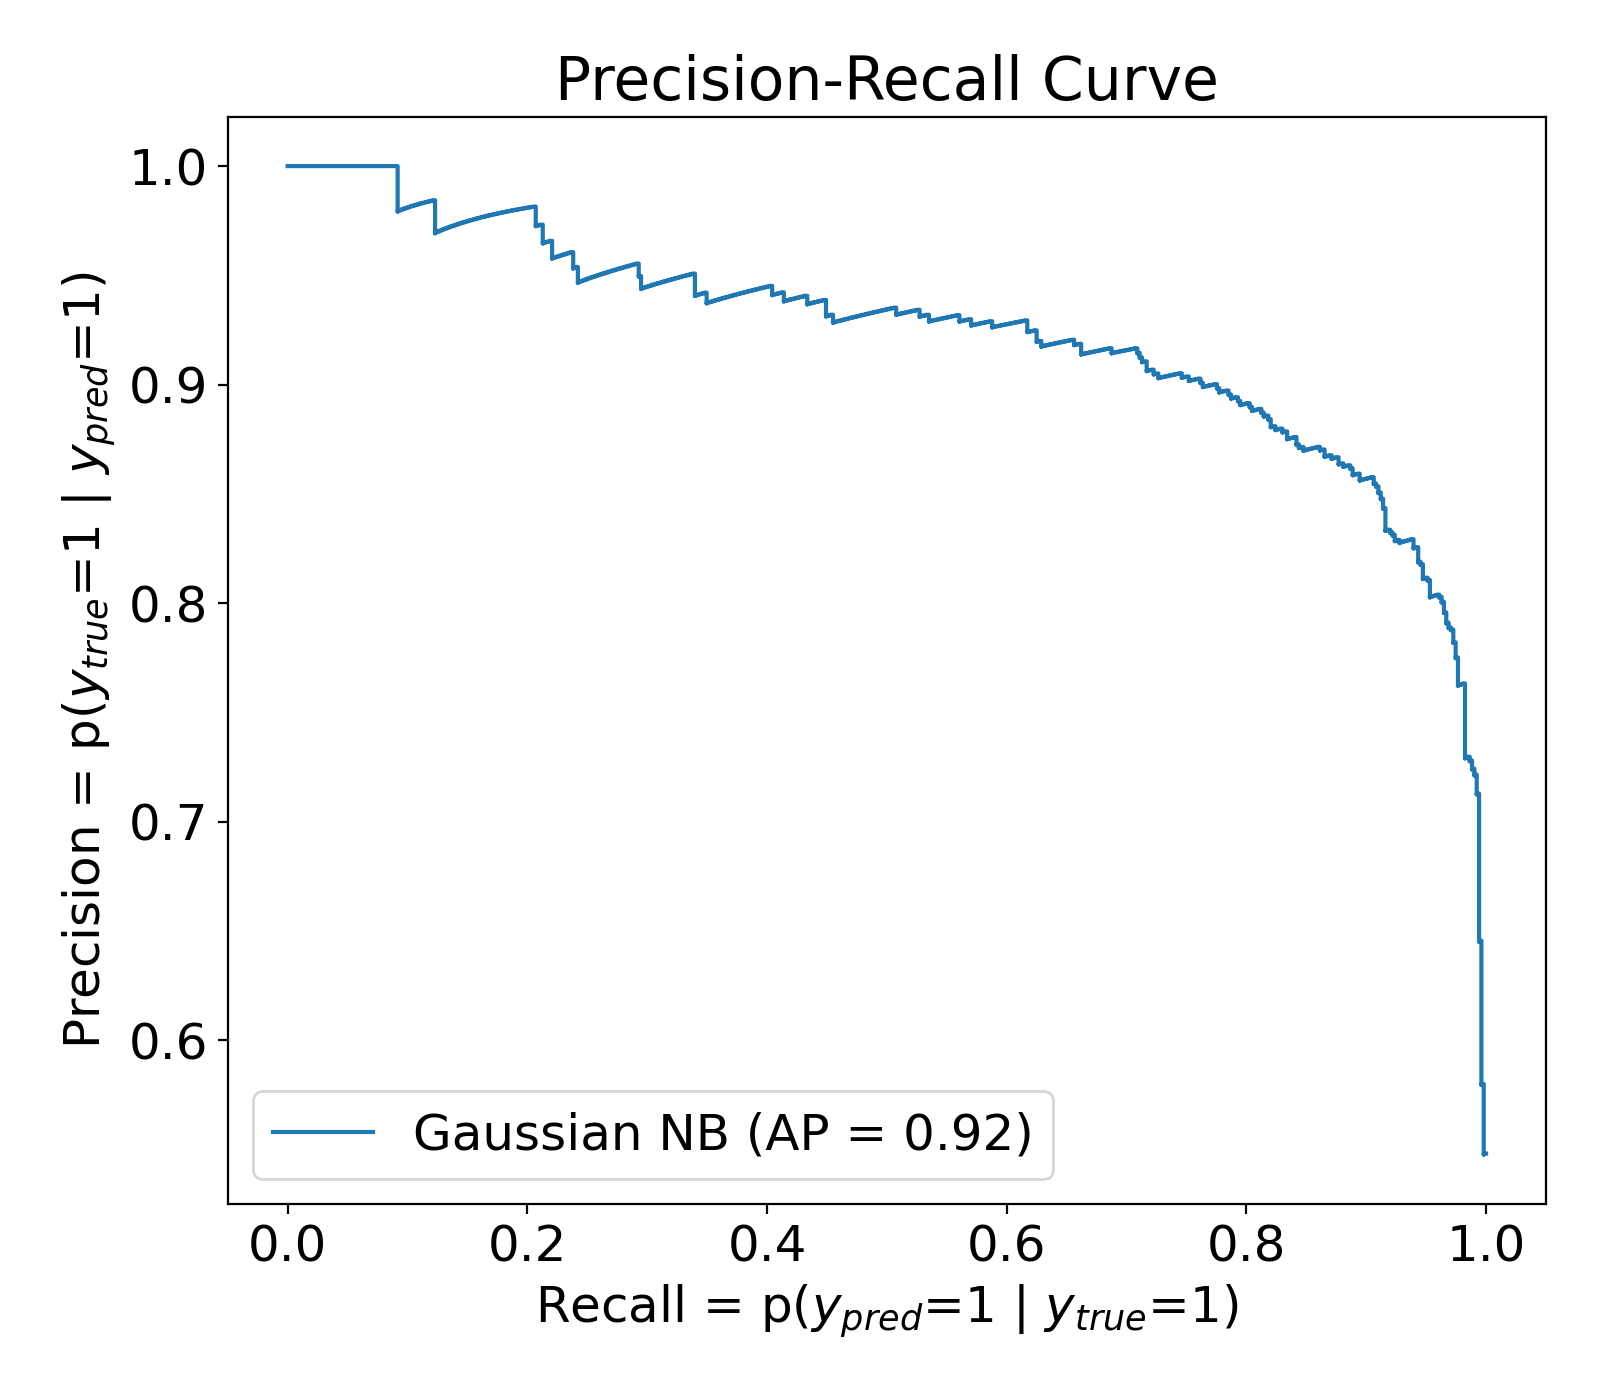 Precision-Recall Curve
Precision = p(y_true=1 | y_pred=1)
1.0
0.9
0.8
0.7
0.6
Gaussian NB (AP = 0.92)
0.0 0.2 0.4 0.6 0.8 1.0
Recall = p(y_pred=1 | y_true=1)